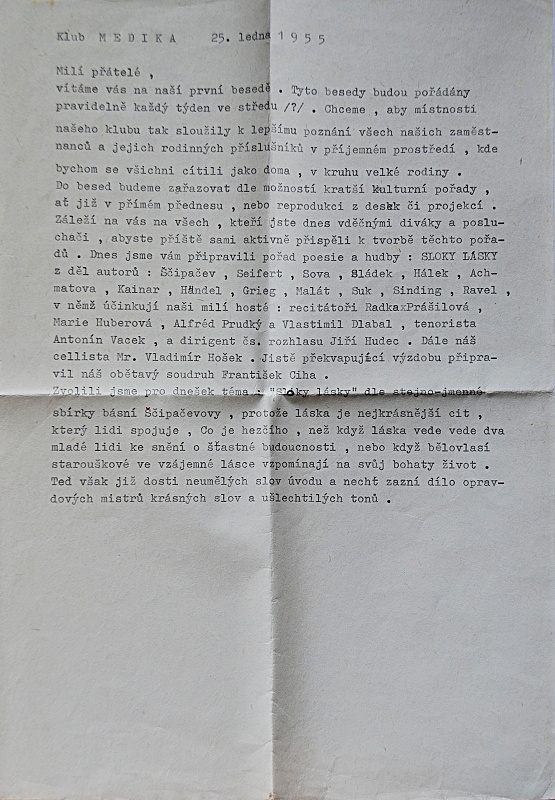 Klub M E D I K A 25. ledna 1 9 5 5
Milí přátelé ,
vítáme vás na naší první besedě . Tyto besedy budou pořádány
pravidelně každý týden ve středu /?/ . Chceme , aby místnosti
našeho klubu tak sloužily k lepšímu poznání všech našich zaměst-
nanců a jejich rodinných příslušníků v příjemném prostředí , kde
bychom se všichni cítili jako doma , v kruhu velké rodiny .
Do besed budeme zařazovat dle možností kratší kulturní pořady ,
ať již v přímém přednesu , nebo reprodukci z desek či projekcí .
Záleží na vás na všech , kteří jste dnes vděčnými diváky a poslu-
chači , abyste příště sami aktivně přispěli k tvorbě těchto pořa-
dů . Dnes jsme vám připravili pořad poesie a hudby : SLOKY LÁSKY
z děl autorů : Ščipačev , Seifert , Sova , Sládek , Hálek , Ach-
matova , Kainar , Händel , Grieg , Malát , Suk , Sinding , Ravel ,
v němž účinkují naši milí hosté : recitátoři RadkaxPrášilová ,
Marie Huberová , Alfréd Prudký a Vlastimil Dlabal , tenorista
Antonín Vacek , a dirigent čs. rozhlasu Jiří Hudec . Dále náš
cellista Mr. Vladimír Hošek . Jistě překvapující výzdobu připra-
vil náš obětavý soudruh František Ciha .
Zvolili jsme pro dnešek téma : "Sloky lásky" dle stejno-jmenné
sbírky básní Ščipačevovy , protože láska je nejkrásnější cit ,
který lidi spojuje , Co je hezčího , než když láska vede vede dva
mladé lidi ke snění o šťastné budoucnosti , nebo když bělovlasí
staroušкové ve vzájemné lásce vzpomínají na svůj bohaty život .
Teď však již dosti neumělých slov úvodu a nechť zazní dílo oprav-
dových mistrů krásných slov a ušlechtilých tonů .